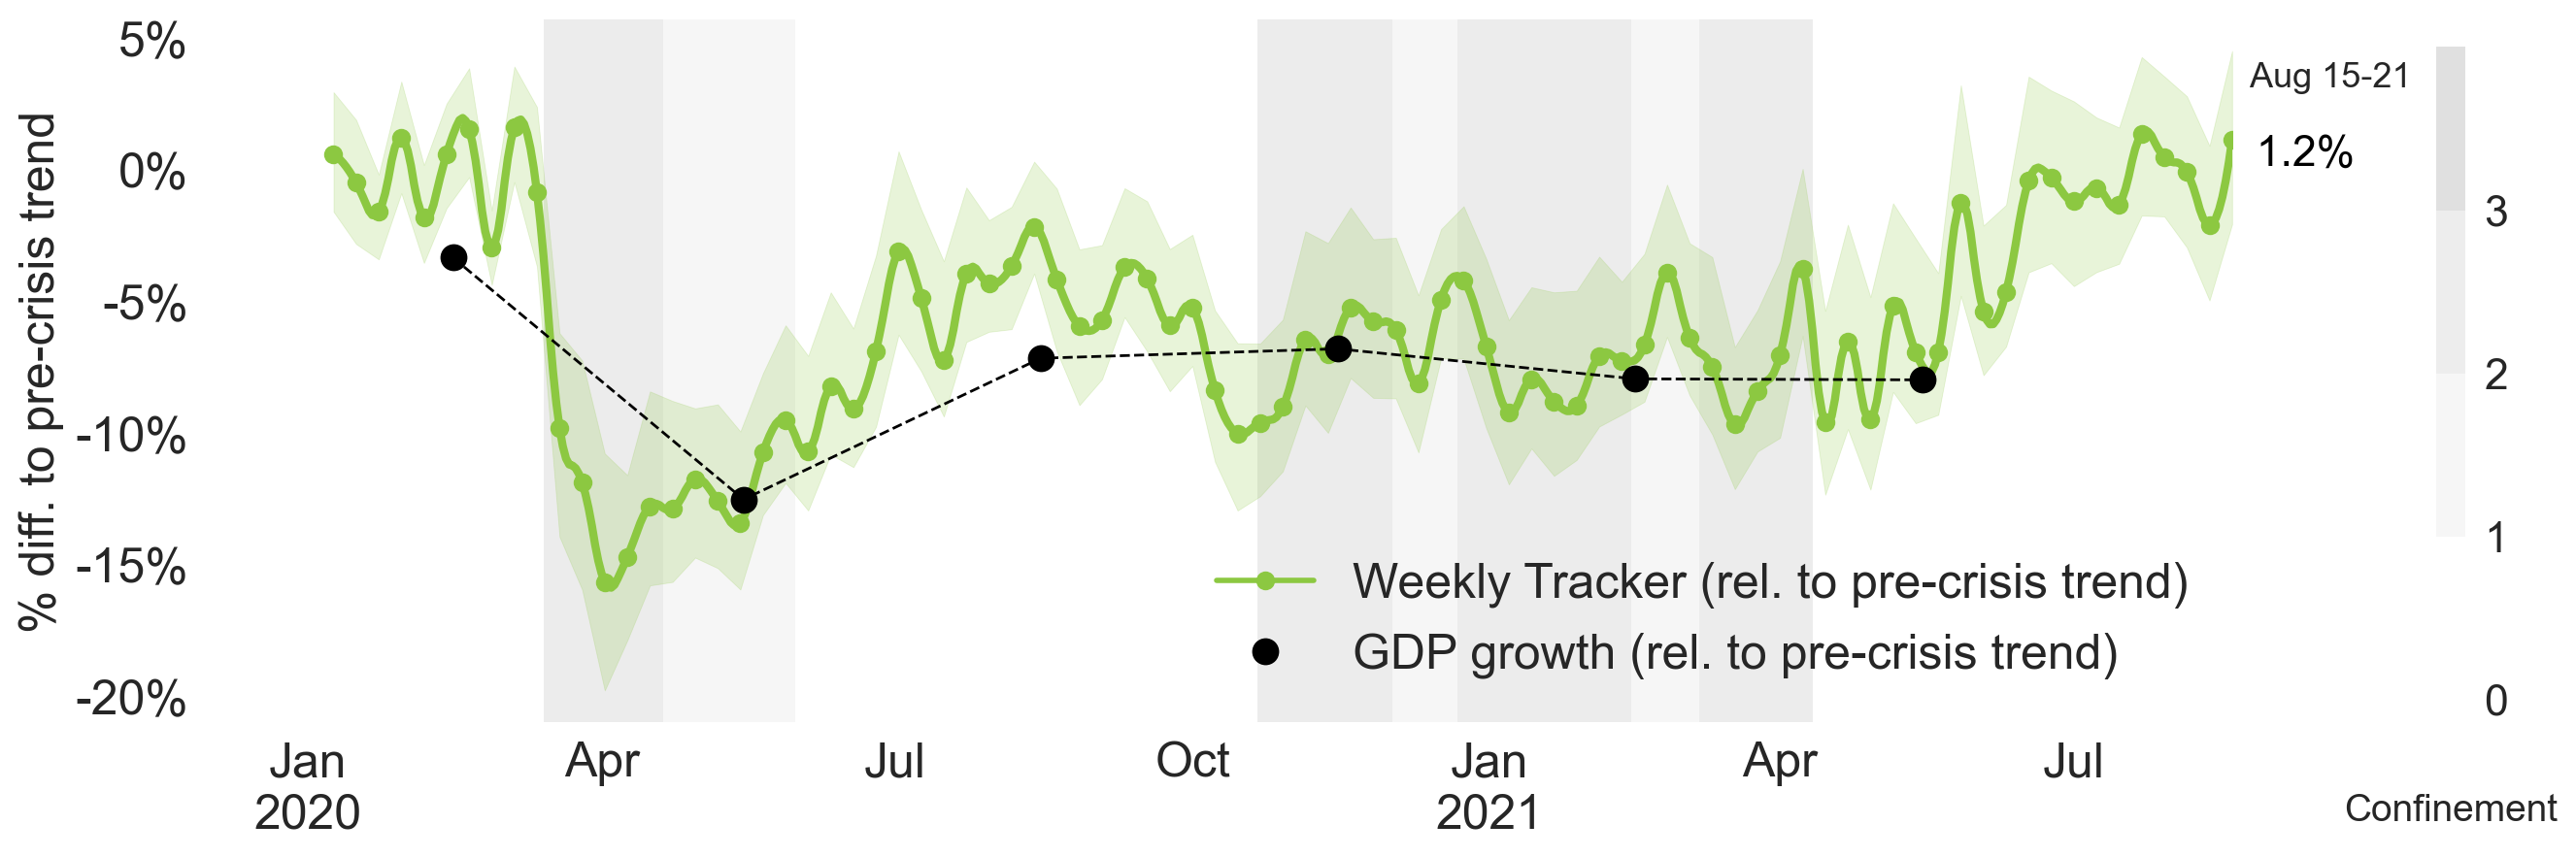 % diff. to pre-crisis trend
5%
0%
-5%
-10%
-15%
-20%
Jan
2020
Apr
Jul
Oct
Jan
2021
Apr
Jul
Weekly Tracker (rel. to pre-crisis trend)
GDP growth (rel. to pre-crisis trend)
Aug 15-21
1.2%
3
2
1
0
Confinement